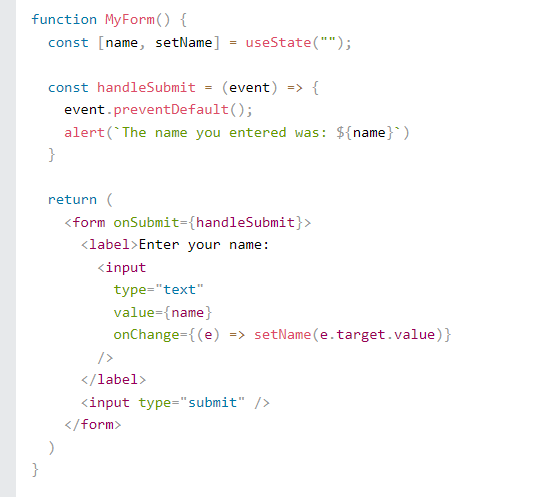 function MyForm() {
  const [name, setName] = useState("");

  const handleSubmit = (event) => {
    event.preventDefault();
    alert(`The name you entered was: ${name}`)
  }

  return (
    <form onSubmit={handleSubmit}>
      <label>Enter your name:
        <input
          type="text"
          value={name}
          onChange={(e) => setName(e.target.value)}
        />
      </label>
      <input type="submit" />
    </form>
  )
}